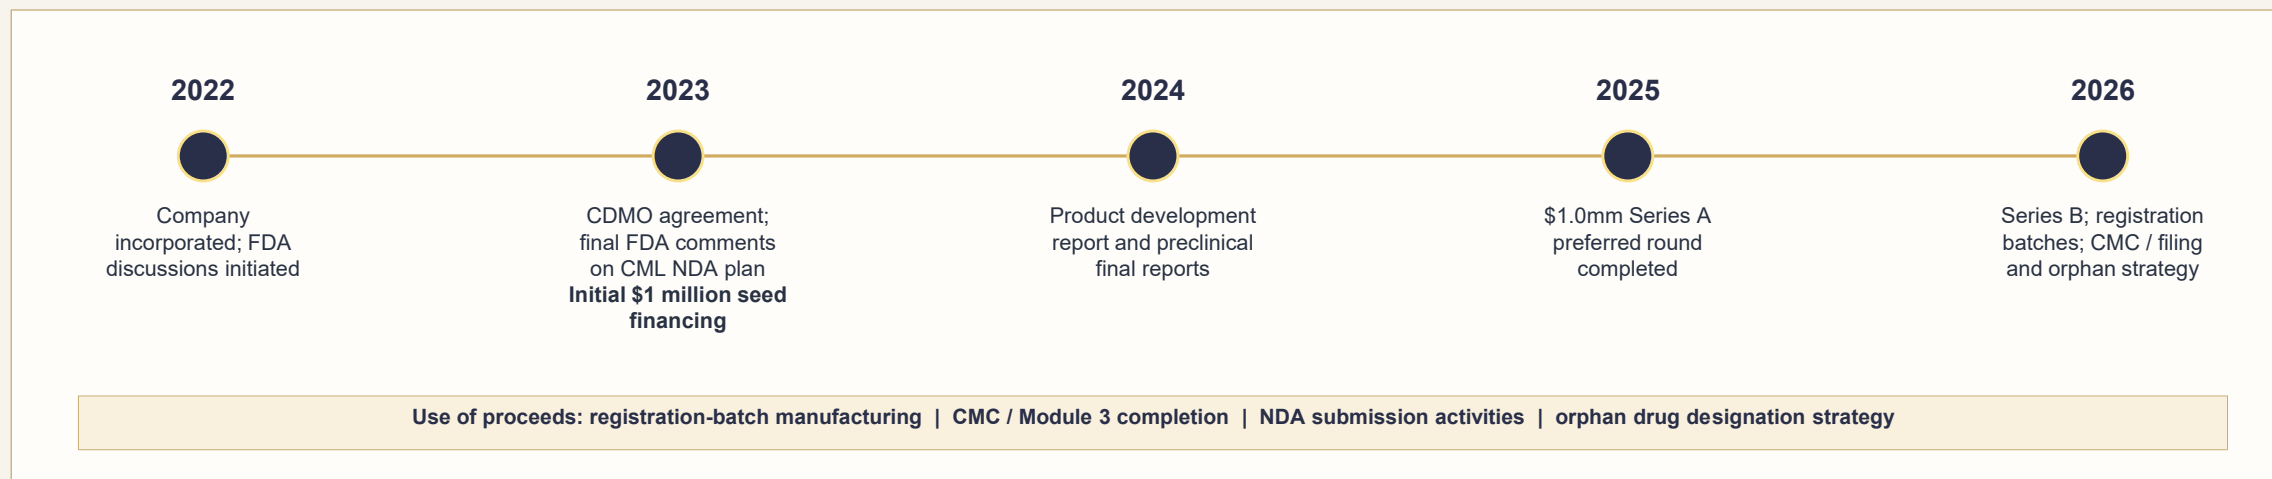 2022
Company
incorporated; FDA
discussions initiated
2023
CDMO agreement;
final FDA comments
on CML NDA plan
Initial $1 million seed
financing
2024
Product development
report and preclinical
final reports
2025
$1.0mm Series A
preferred round
completed
2026
Series B; registration
batches; CMC / filing
and orphan strategy
Use of proceeds: registration-batch manufacturing | CMC / Module 3 completion | NDA submission activities | orphan drug designation strategy